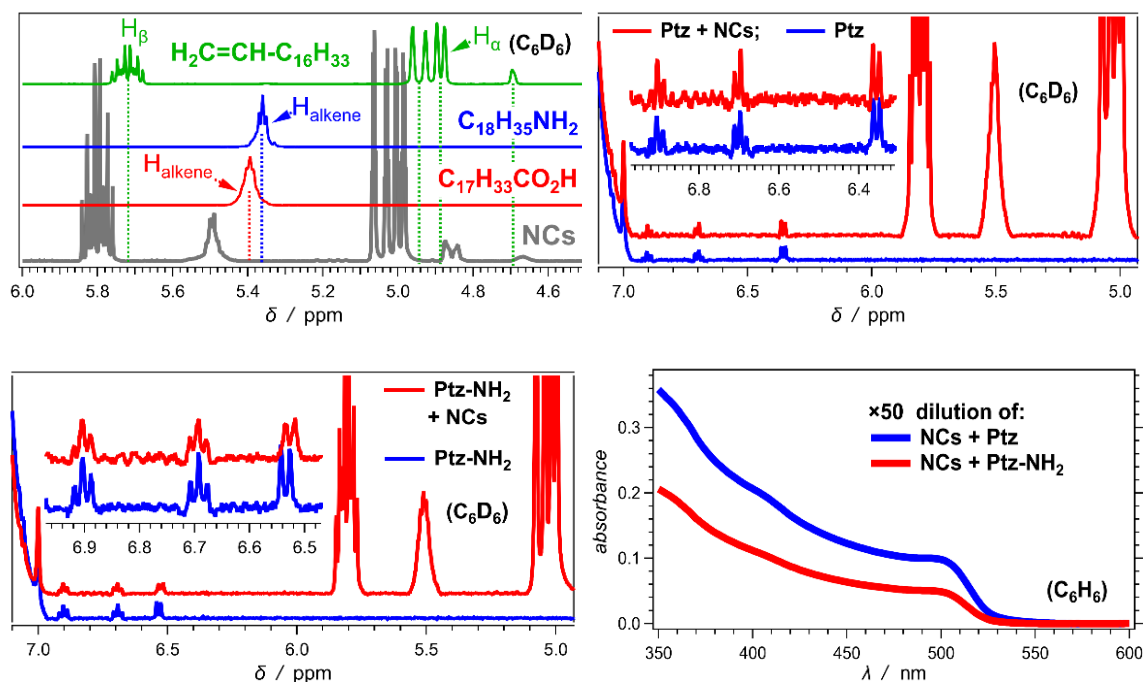 Hβ
H₂C=CH-C₁₆H₃₃
Hα
(C₆D₆)
Halkene
C₁₈H₃₅NH₂
Halkene
C₁₇H₃₃CO₂H
NCs
6.0 5.8 5.6 5.4 5.2 5.0 4.8 4.6
δ / ppm
Ptz + NCs; Ptz
(C₆D₆)
6.8 6.6 6.4
7.0 6.5 6.0 5.5 5.0
δ / ppm
Ptz-NH₂
+ NCs
Ptz-NH₂
(C₆D₆)
6.9 6.8 6.7 6.6 6.5
7.0 6.5 6.0 5.5 5.0
δ / ppm
×50 dilution of:
NCs + Ptz
NCs + Ptz-NH₂
(C₆H₆)
absorbance
0.3
0.2
0.1
0.0
350 400 450 500 550 600
λ / nm